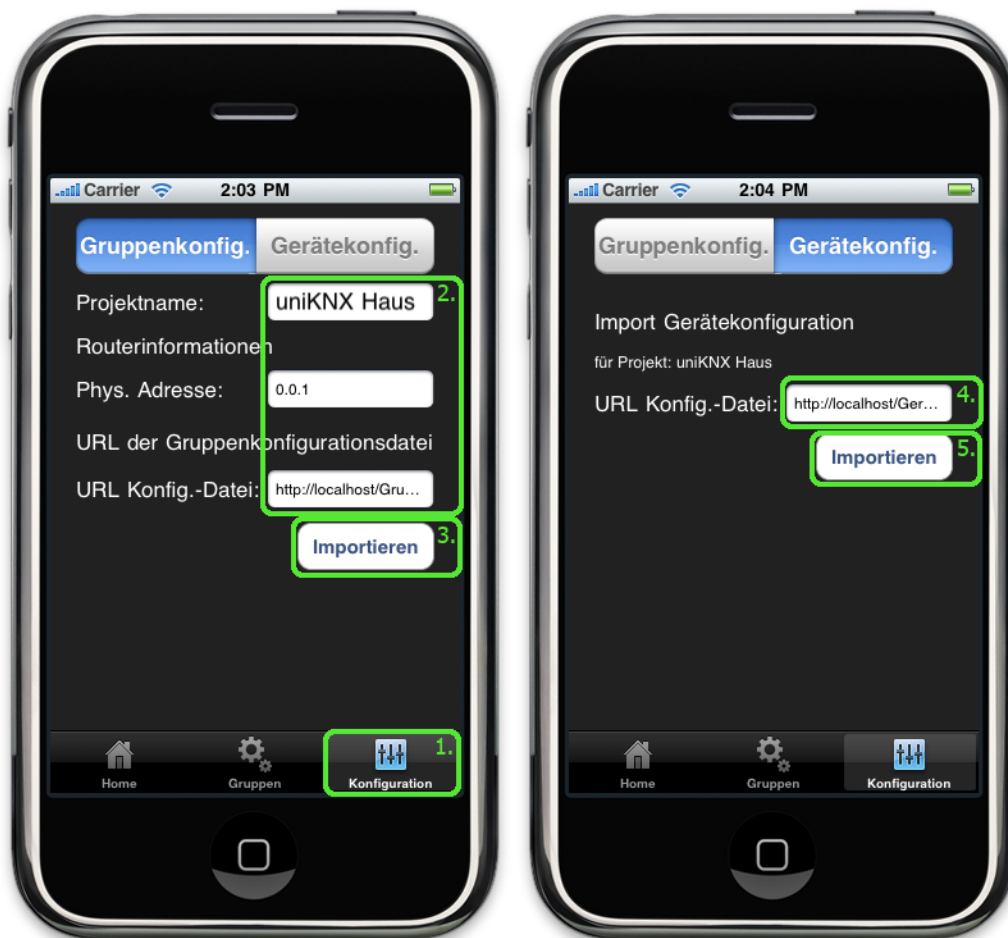 Carrier 2:03 PM
Gruppenkonfig. Gerätekonfig.
Projektname: uniKNX Haus 2.
Routerinformationen
Phys. Adresse: 0.0.1
URL der Gruppenkonfigurationsdatei
URL Konfig.-Datei: http://localhost/Gru...
Importieren 3.
1.
Home Gruppen Konfiguration
Carrier 2:04 PM
Gruppenkonfig. Gerätekonfig.
Import Gerätekonfiguration
für Projekt: uniKNX Haus
URL Konfig.-Datei: http://localhost/Ger... 4.
Importieren 5.
Home Gruppen Konfiguration